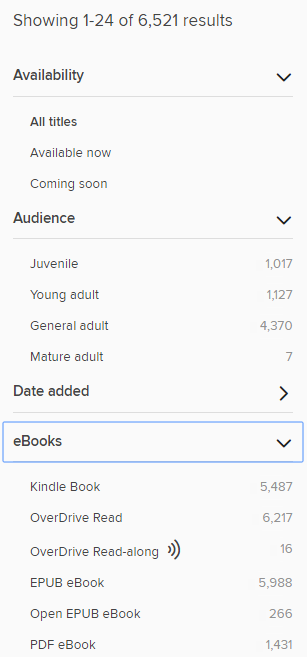 Showing 1-24 of 6,521 results
Availability
All titles
Available now
Coming soon
Audience
Juvenile 1,017
Young adult 1,127
General adult 4,370
Mature adult 7
Date added
eBooks
Kindle Book 5,487
OverDrive Read 6,217
OverDrive Read-along 16
EPUB eBook 5,988
Open EPUB eBook 266
PDF eBook 1,431